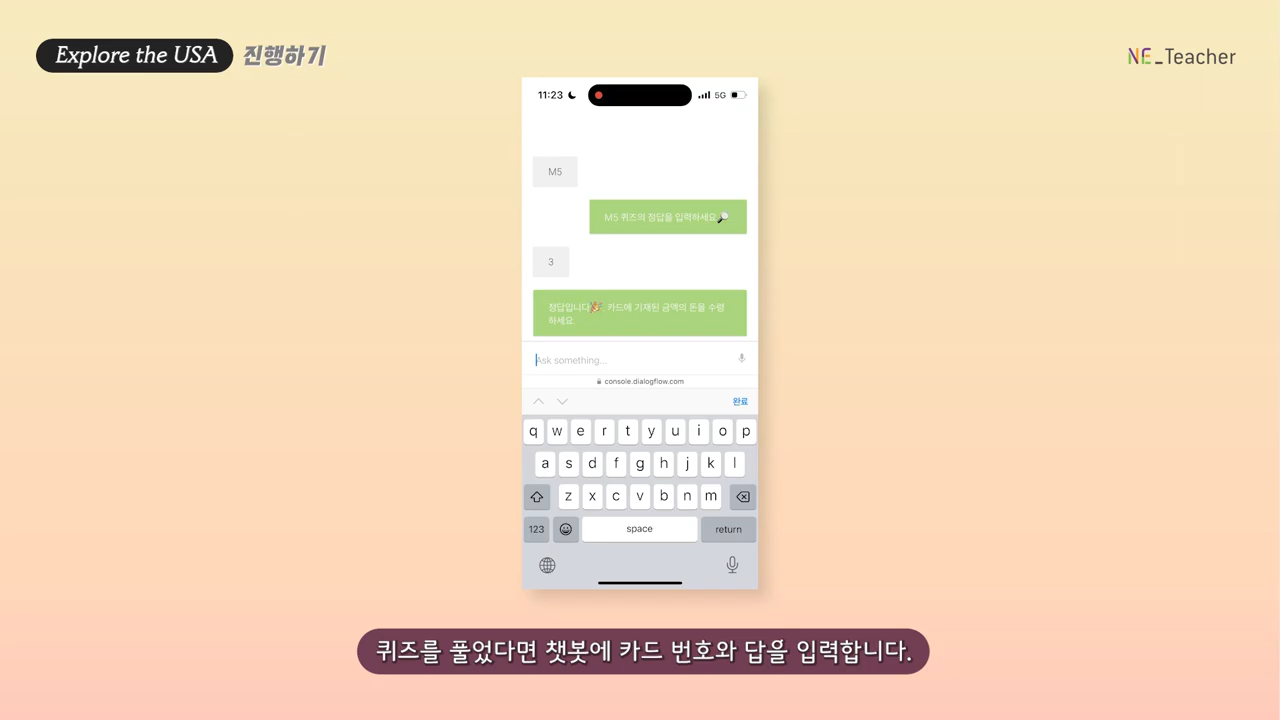 Explore the USA 진행하기
NE_Teacher
11:23
5G
M5
M5 퀴즈의 정답을 입력하세요
3
정답입니다 . 카드에 기재된 금액의 돈을 수령
하세요
Ask something...
console.dialogflow.com
완료
q w e r t y u i o p
a s d f g h j k l
z x c v b n m
123 space return
퀴즈를 풀었다면 챗봇에 카드 번호와 답을 입력합니다.